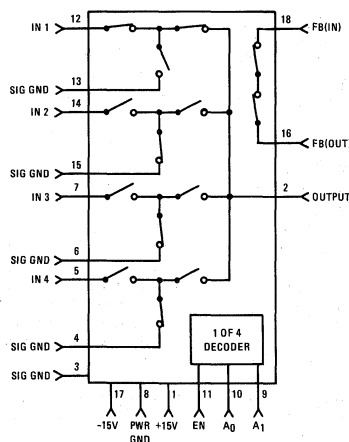 12
IN 1
18
FB(IN)
13
SIG GND
14
IN 2
16
FB(OUT)
15
SIG GND
7
IN 3
2
OUTPUT
6
SIG GND
5
IN 4
1 OF 4
DECODER
4
SIG GND
3
SIG GND
17 8 1 11 10 9
-15V PWR GND +15V EN A0 A1